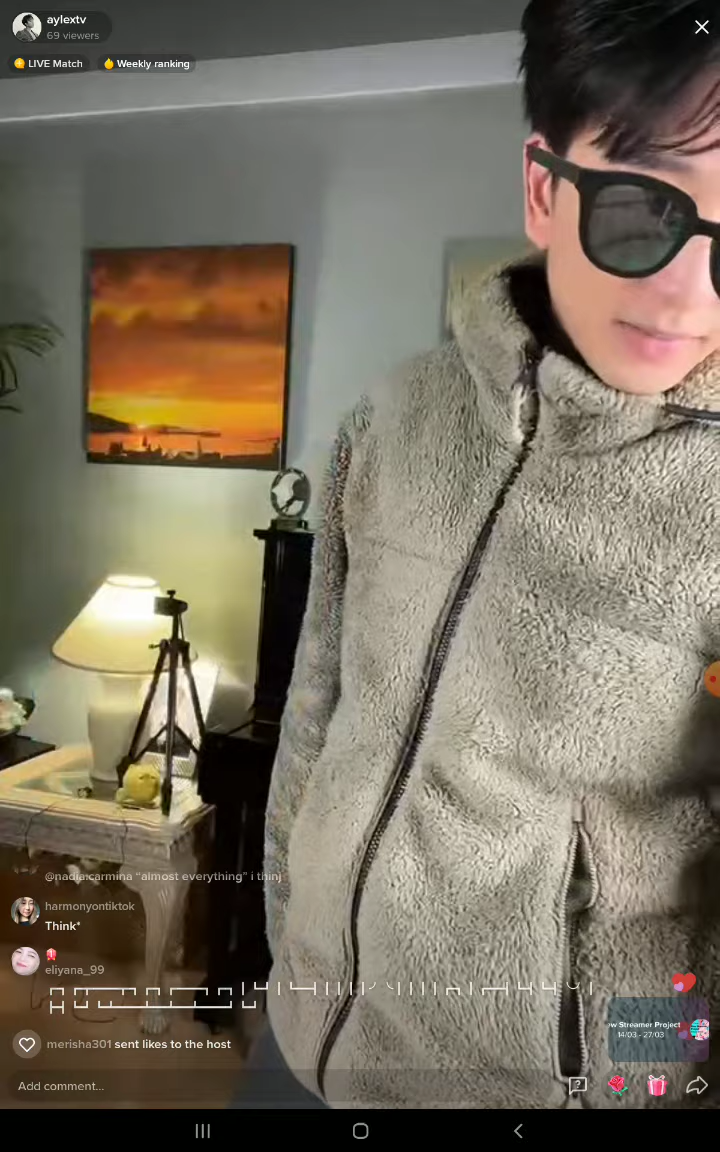 aylextv
69 viewers
LIVE Match
Weekly ranking
@nadia.carmina “almost everything” i thinj
harmonyontiktok
Think*
eliyana_99
merisha301 sent likes to the host
w Streamer Project
14/03 - 27/03
Add comment...